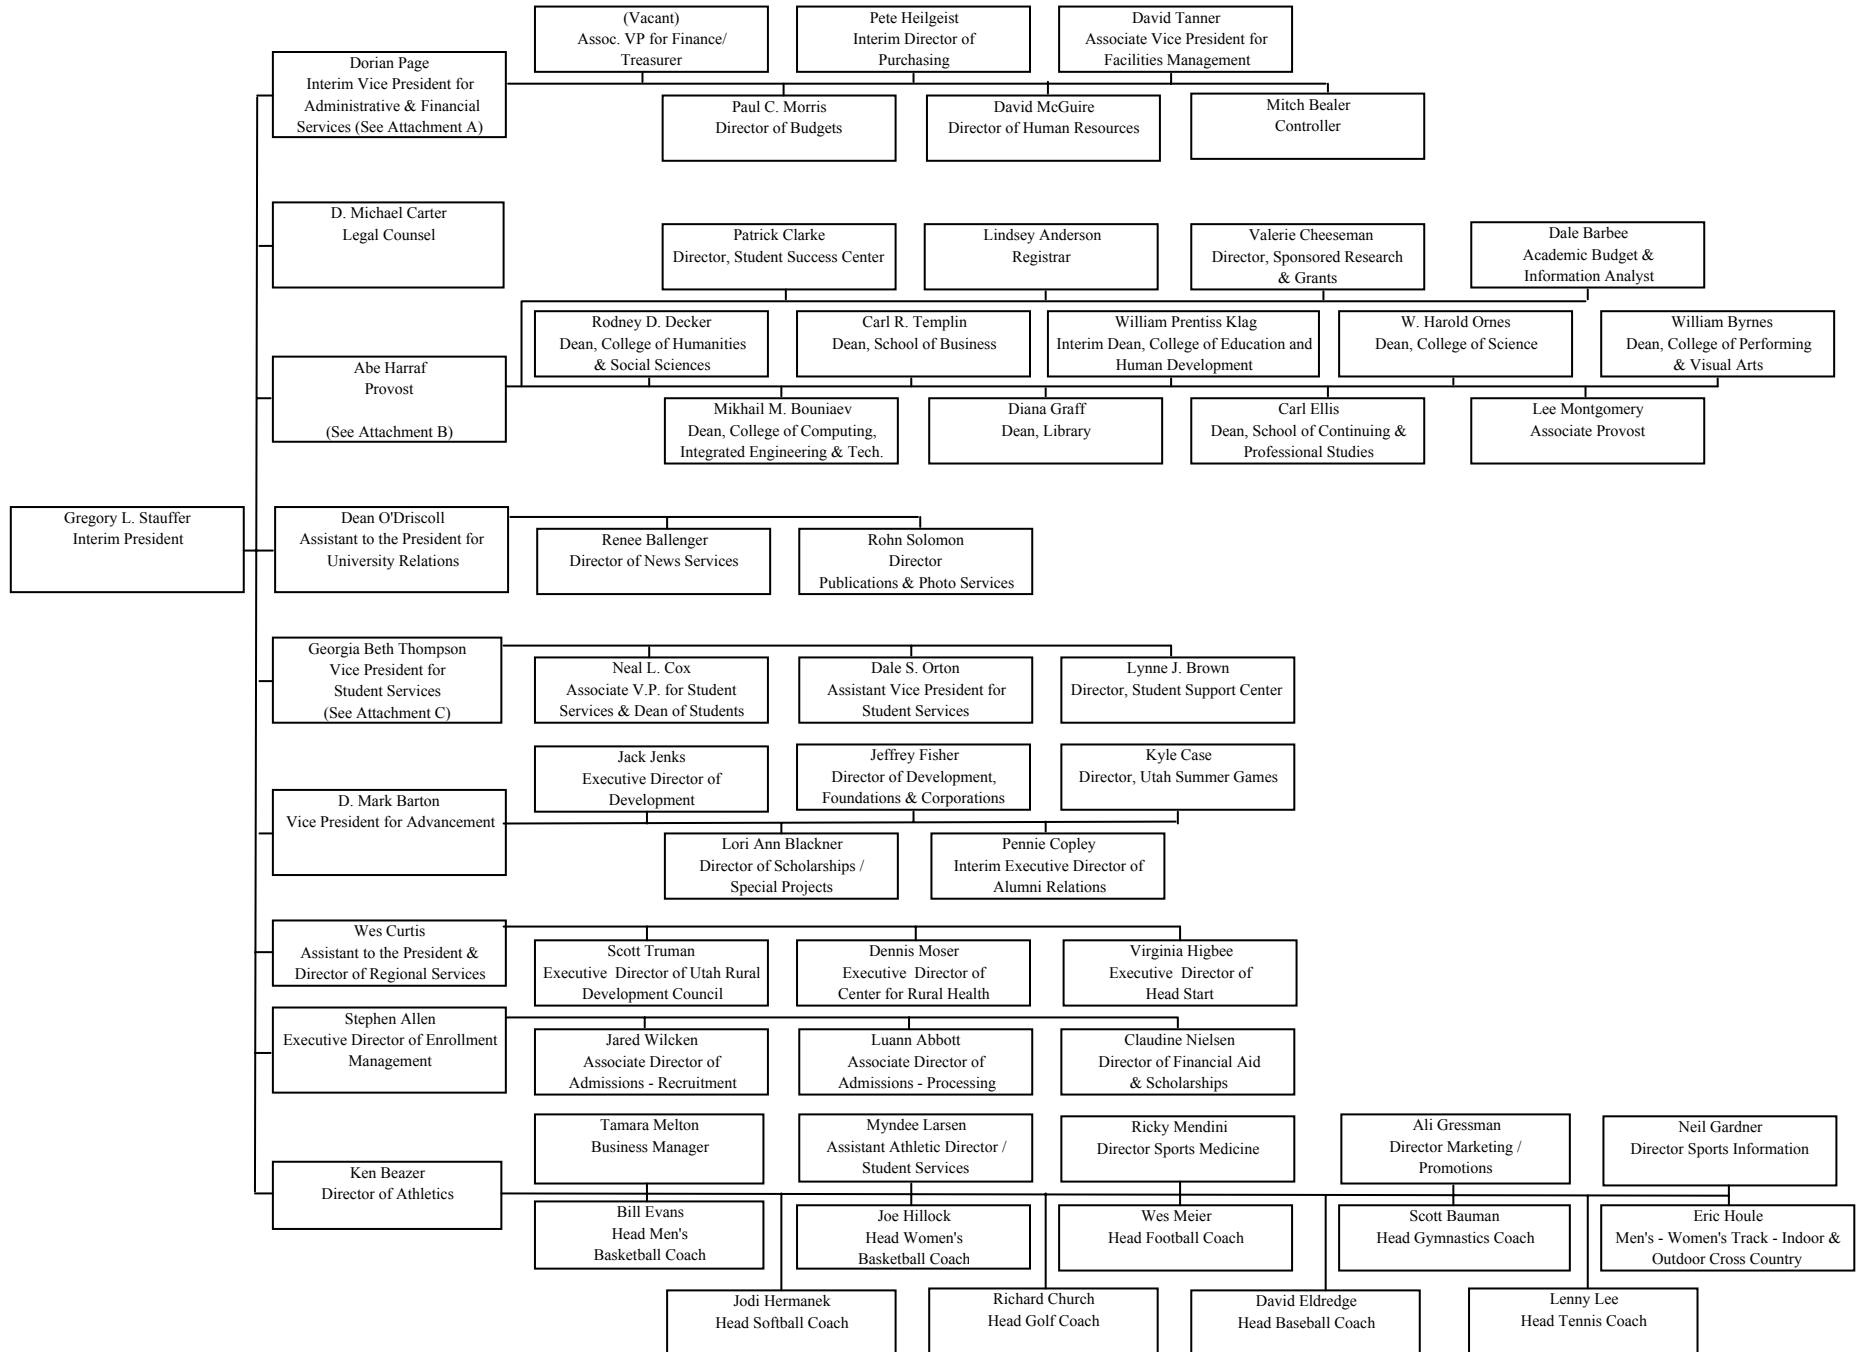 (Vacant)
Assoc. VP for Finance/
Treasurer
Pete Heilgeist
Interim Director of
Purchasing
David Tanner
Associate Vice President for
Facilities Management
Dorian Page
Interim Vice President for
Administrative & Financial
Services (See Attachment A)
Paul C. Morris
Director of Budgets
David McGuire
Director of Human Resources
Mitch Bealer
Controller
D. Michael Carter
Legal Counsel
Patrick Clarke
Director, Student Success Center
Lindsey Anderson
Registrar
Valerie Cheeseman
Director, Sponsored Research
& Grants
Dale Barbee
Academic Budget &
Information Analyst
Rodney D. Decker
Dean, College of Humanities
& Social Sciences
Carl R. Templin
Dean, School of Business
William Prentiss Klag
Interim Dean, College of Education and
Human Development
W. Harold Ornes
Dean, College of Science
William Byrnes
Dean, College of Performing
& Visual Arts
Abe Harraf
Provost
(See Attachment B)
Mikhail M. Bouniaev
Dean, College of Computing,
Integrated Engineering & Tech.
Diana Graff
Dean, Library
Carl Ellis
Dean, School of Continuing &
Professional Studies
Lee Montgomery
Associate Provost
Gregory L. Stauffer
Interim President
Dean O'Driscoll
Assistant to the President for
University Relations
Renee Ballenger
Director of News Services
Rohn Solomon
Director
Publications & Photo Services
Georgia Beth Thompson
Vice President for
Student Services
(See Attachment C)
Neal L. Cox
Associate V.P. for Student
Services & Dean of Students
Dale S. Orton
Assistant Vice President for
Student Services
Lynne J. Brown
Director, Student Support Center
Jack Jenks
Executive Director of
Development
Jeffrey Fisher
Director of Development,
Foundations & Corporations
Kyle Case
Director, Utah Summer Games
D. Mark Barton
Vice President for Advancement
Lori Ann Blackner
Director of Scholarships /
Special Projects
Pennie Copley
Interim Executive Director of
Alumni Relations
Wes Curtis
Assistant to the President &
Director of Regional Services
Scott Truman
Executive  Director of Utah Rural
Development Council
Dennis Moser
Executive  Director of
Center for Rural Health
Virginia Higbee
Executive  Director of
Head Start
Stephen Allen
Executive Director of Enrollment
Management
Jared Wilcken
Associate Director of
Admissions - Recruitment
Luann Abbott
Associate Director of
Admissions - Processing
Claudine Nielsen
Director of Financial Aid
& Scholarships
Tamara Melton
Business Manager
Myndee Larsen
Assistant Athletic Director /
Student Services
Ricky Mendini
Director Sports Medicine
Ali Gressman
Director Marketing /
Promotions
Neil Gardner
Director Sports Information
Ken Beazer
Director of Athletics
Bill Evans
Head Men's
Basketball Coach
Joe Hillock
Head Women's
Basketball Coach
Wes Meier
Head Football Coach
Scott Bauman
Head Gymnastics Coach
Eric Houle
Men's - Women's Track - Indoor &
Outdoor Cross Country
Jodi Hermanek
Head Softball Coach
Richard Church
Head Golf Coach
David Eldredge
Head Baseball Coach
Lenny Lee
Head Tennis Coach